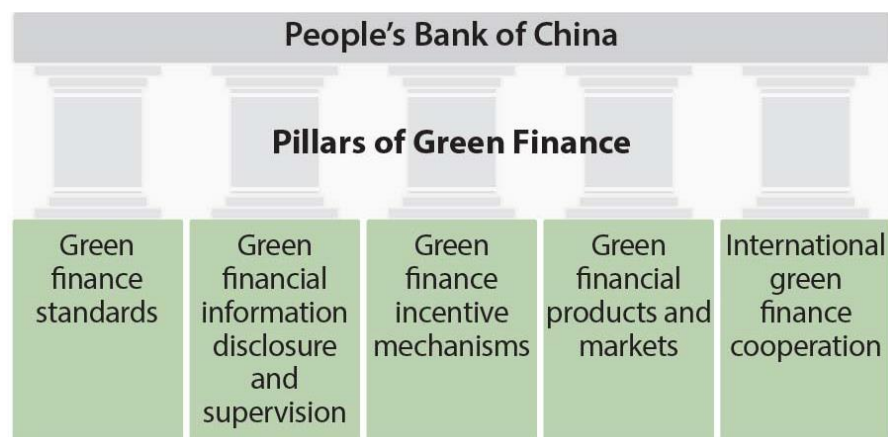 People's Bank of China
Pillars of Green Finance
Green
finance
standards
Green
financial
information
disclosure
and
supervision
Green
finance
incentive
mechanisms
Green
financial
products and
markets
International
green
finance
cooperation